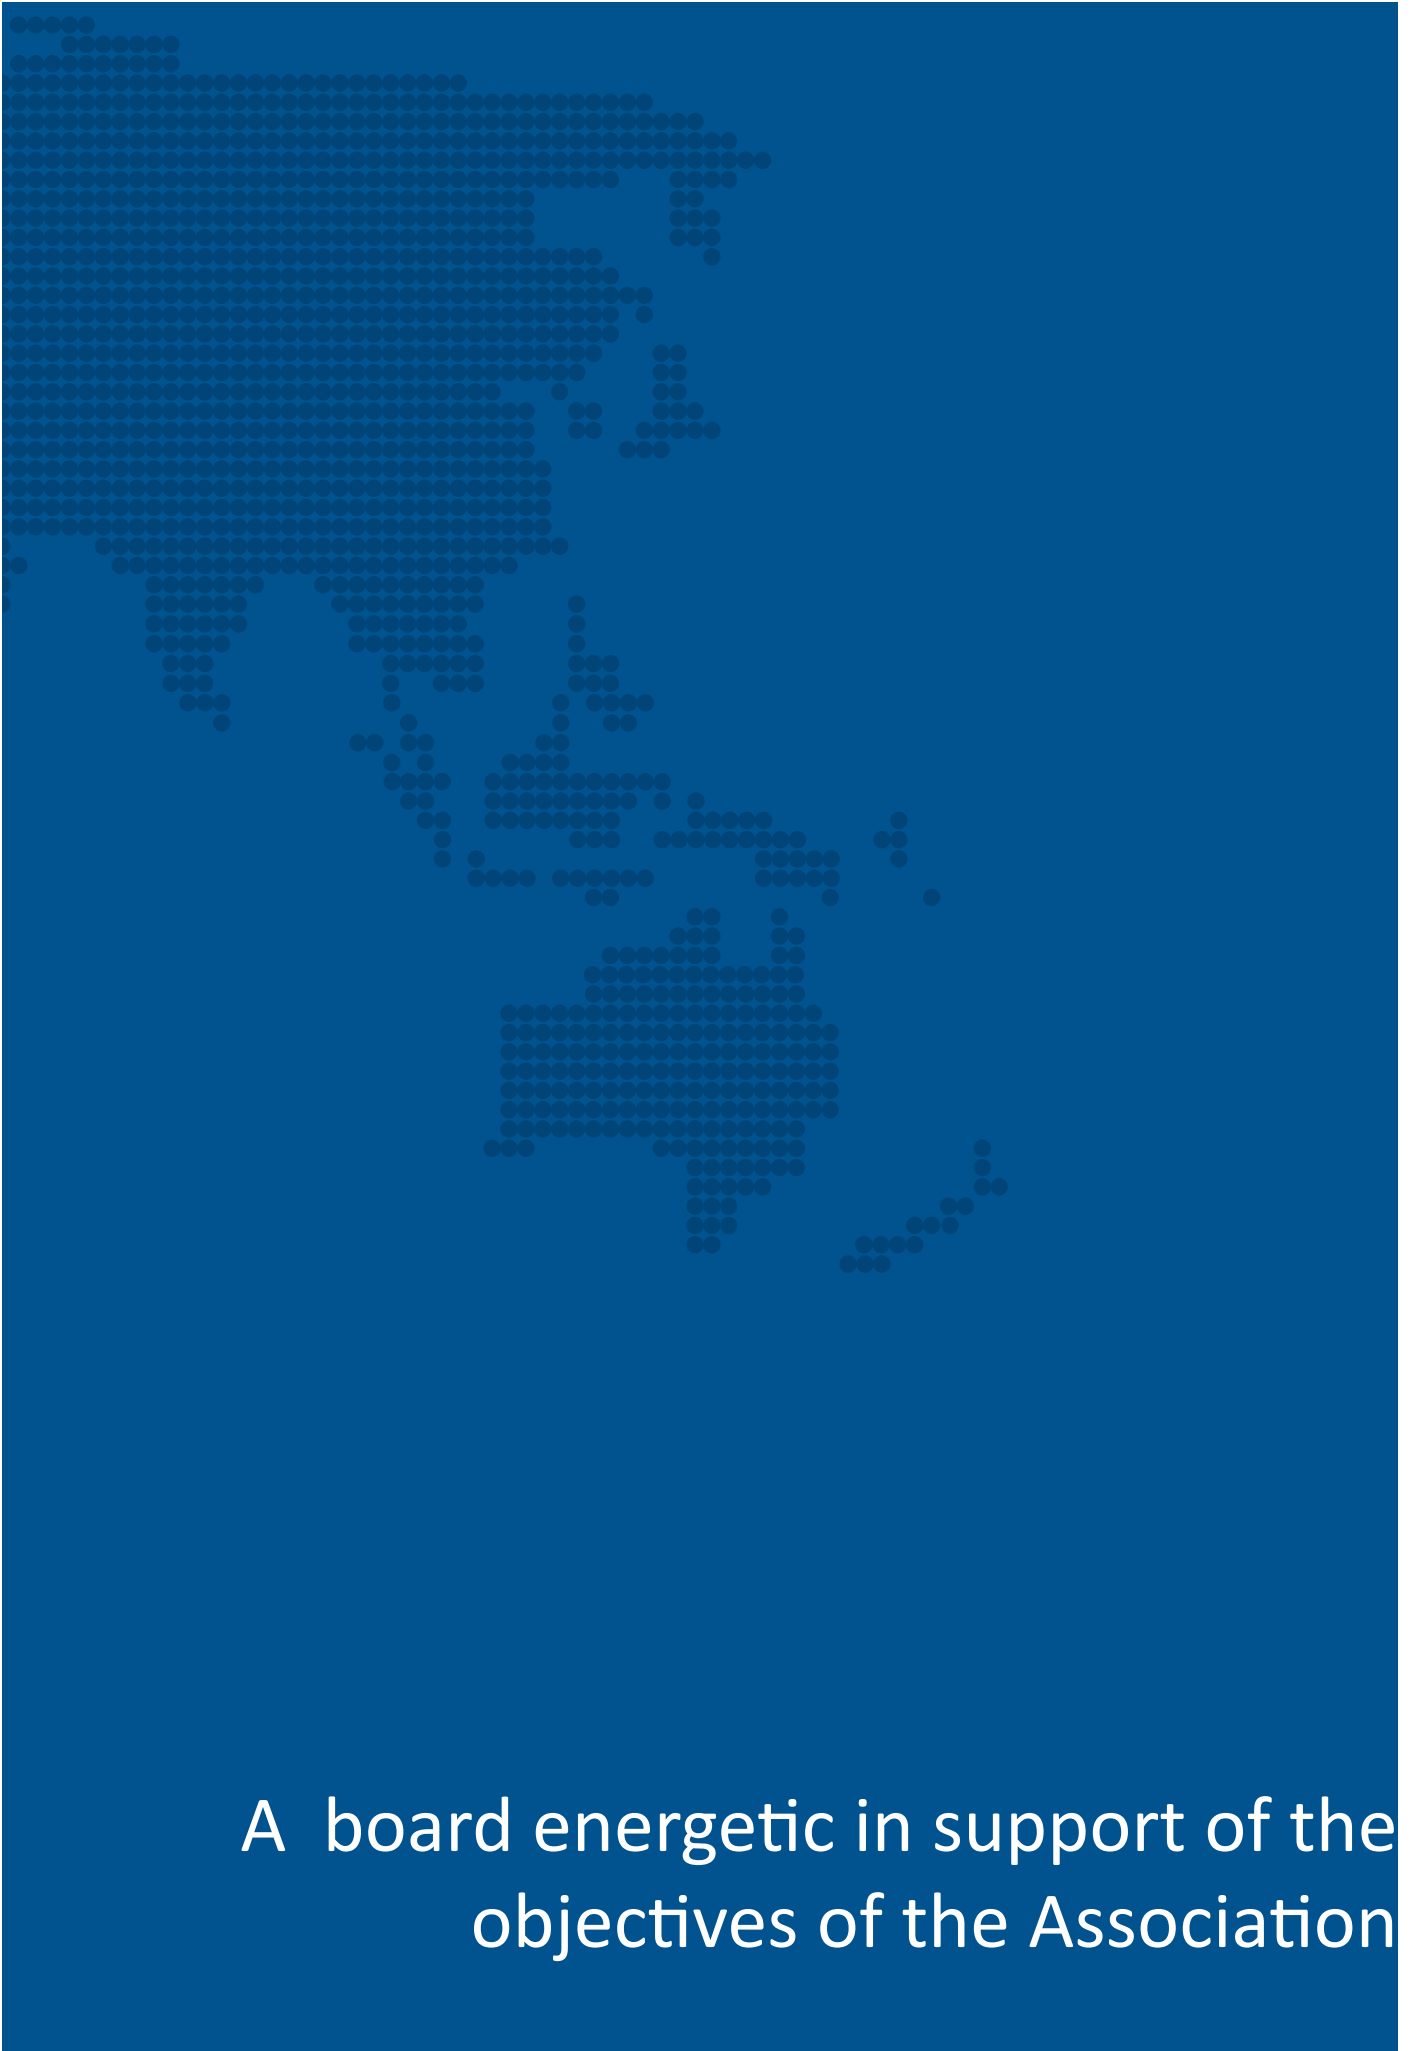 A  board energetic in support of the
objectives of the Association